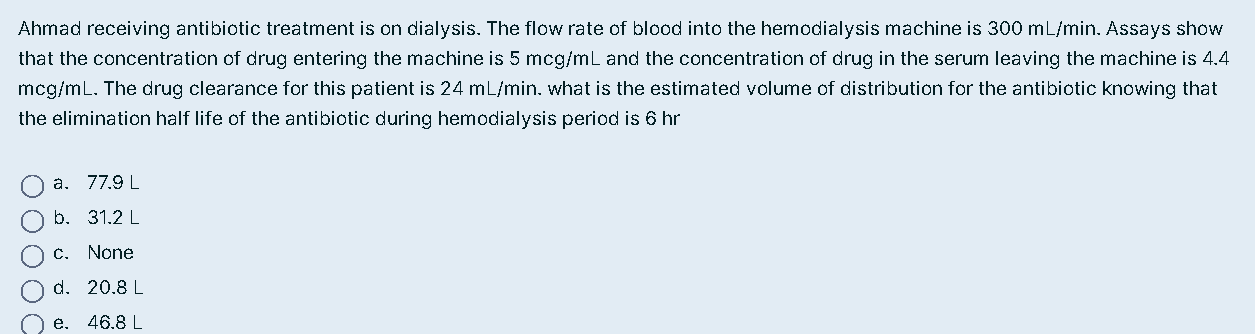 Ahmad receiving antibiotic treatment is on dialysis. The flow rate of blood into the hemodialysis machine is 300 mL/min. Assays show
that the concentration of drug entering the machine is 5 mcg/mL and the concentration of drug in the serum leaving the machine is 4.4
mcg/mL. The drug clearance for this patient is 24 mL/min. what is the estimated volume of distribution for the antibiotic knowing that
the elimination half life of the antibiotic during hemodialysis period is 6 hr
a. 77.9 L
b. 31.2 L
c. None
d. 20.8 L
e. 46.8 L